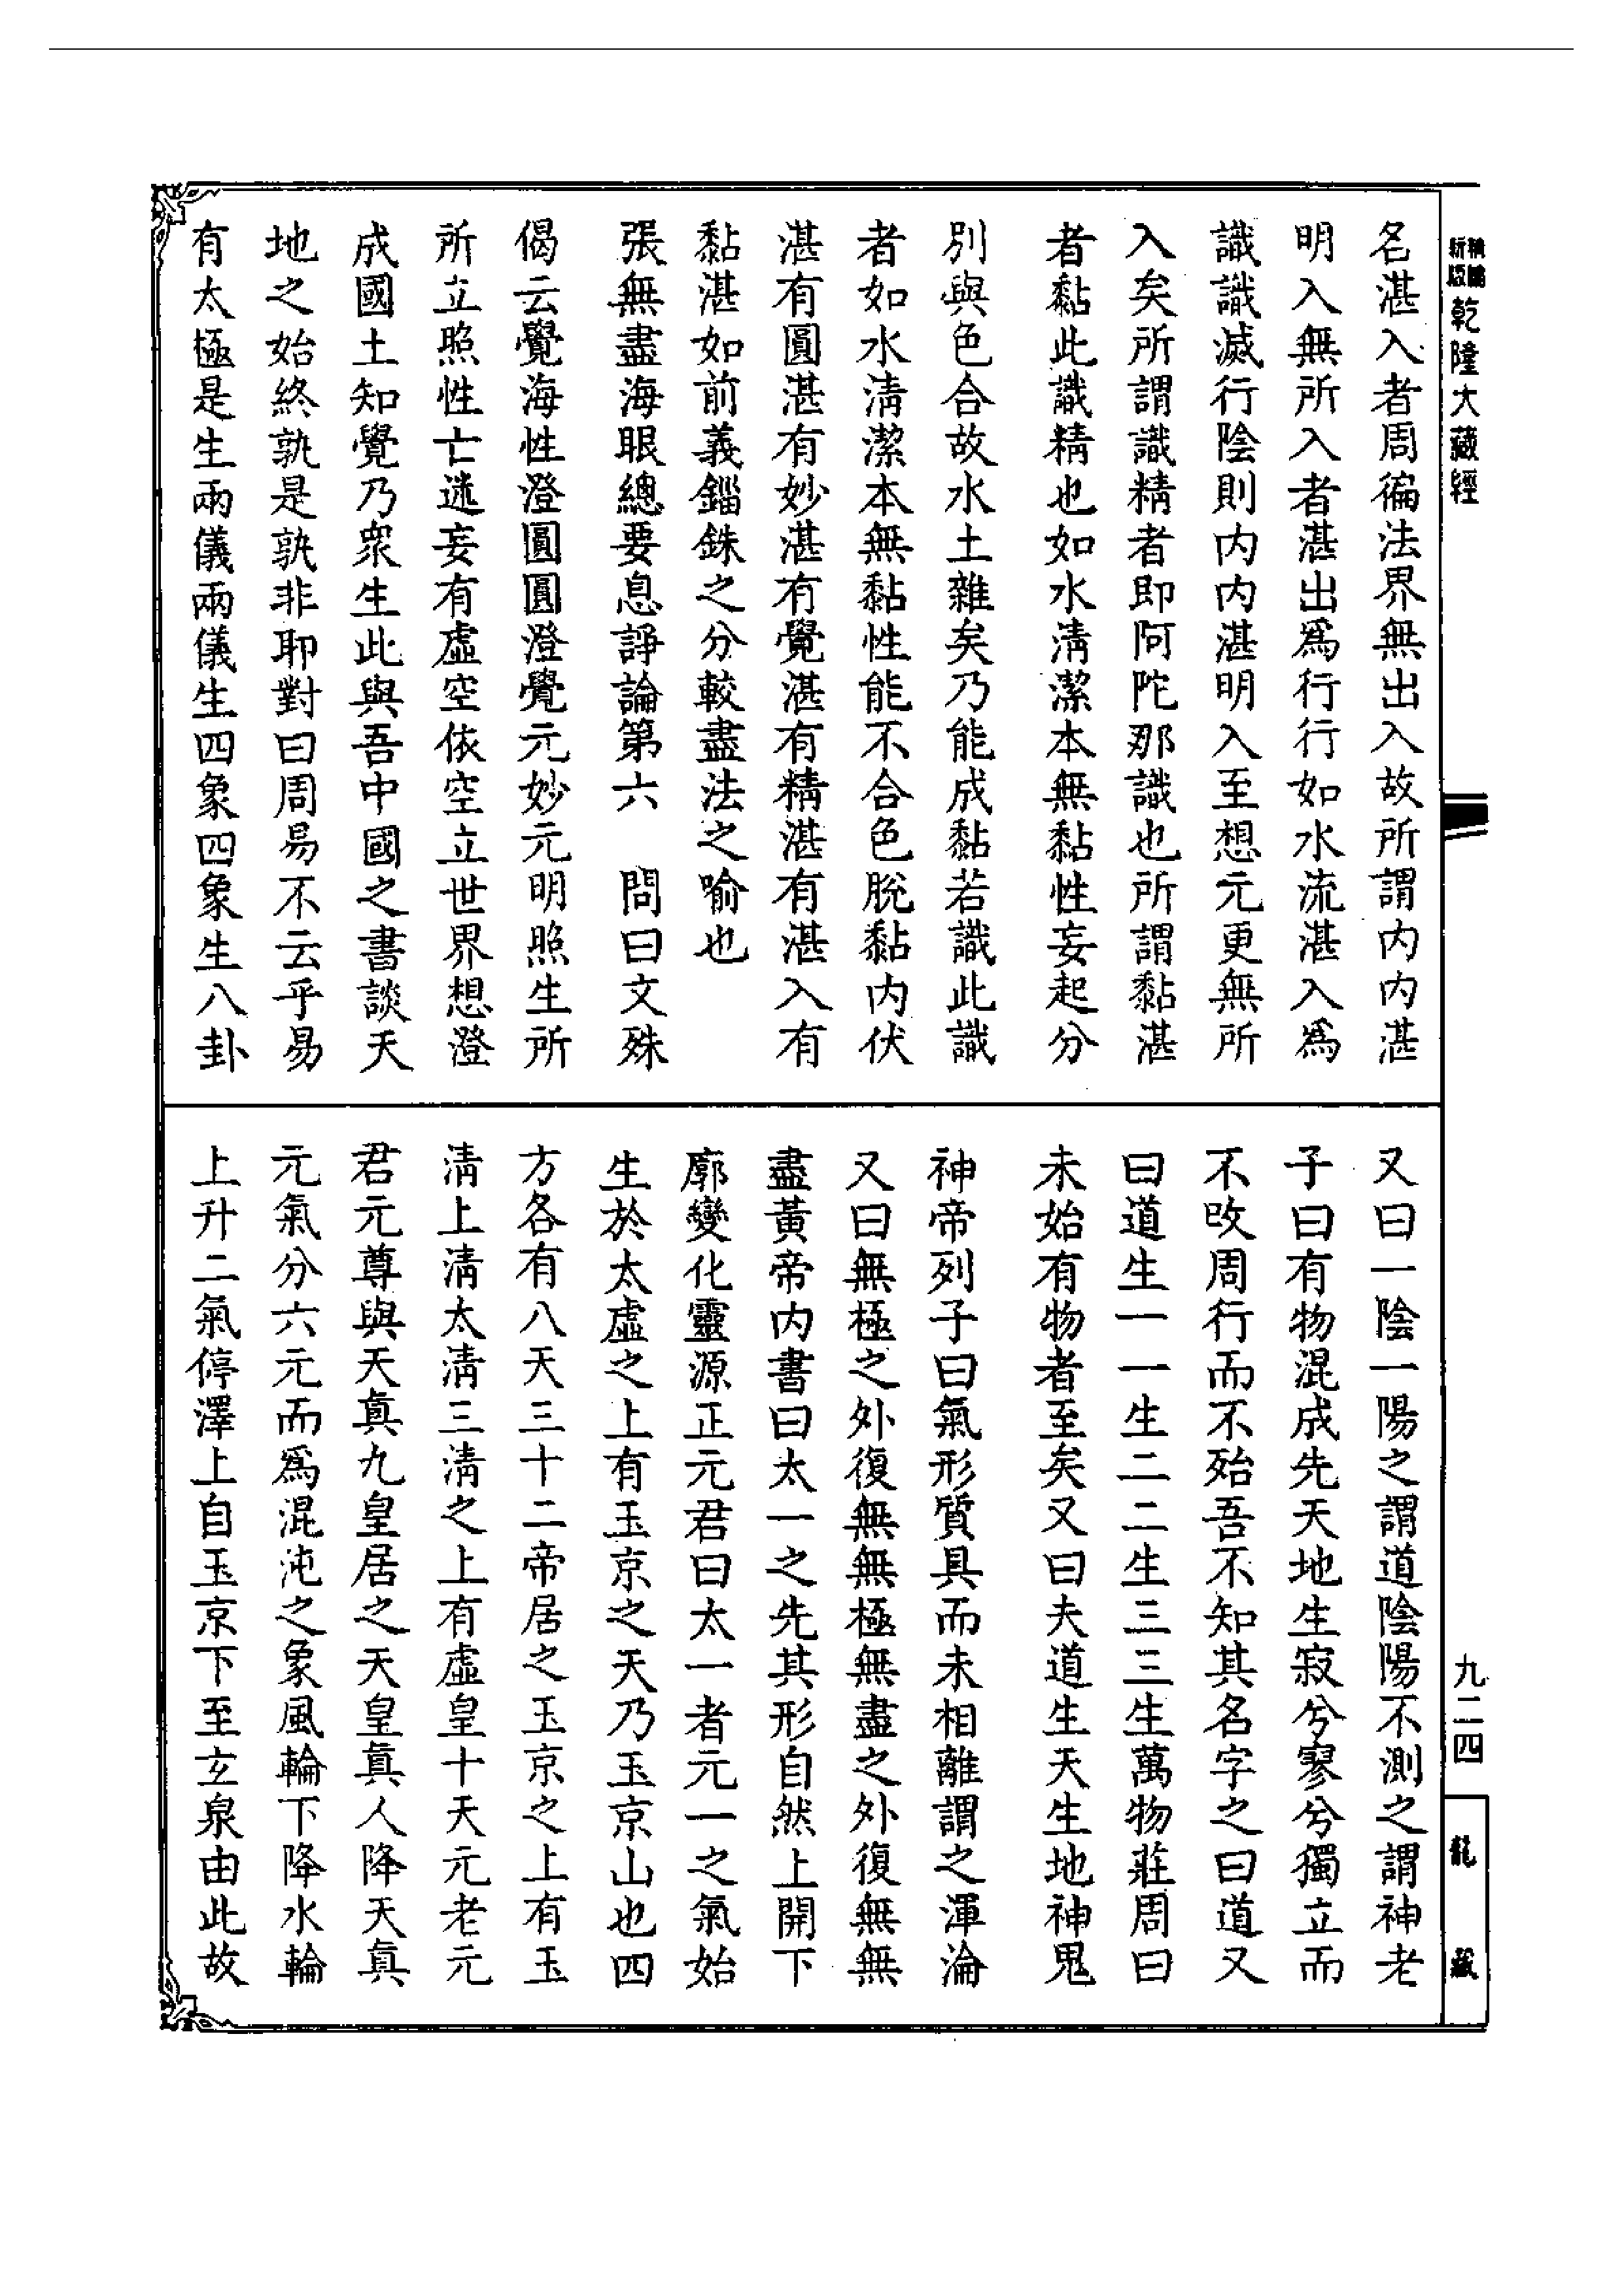 新版
精縮
乾隆大藏經
名湛入者周徧法界無出入故所謂内内湛
明入無所入者湛出爲行行如水流湛入爲
識識滅行陰則内内湛明入至想元更無所
入矣所謂識精者即阿陀那識也所謂黏湛
者黏此識精也如水清潔本無黏性妄起分
別與色合故水土雜矣乃能成黏若識此識
者如水清潔本無黏性能不合色脫黏内伏
湛有圓湛有妙湛有覺湛有精湛有湛入有
黏湛如前義錙銖之分較盡法之喻也
張無盡海眼總要息諍論第六　問曰文殊
偈云覺海性澄圓圓澄覺元妙元明照生所
所立照性亡迷妄有虛空依空立世界想澄
成國土知覺乃衆生此與吾中國之書談天
地之始終孰是孰非耶對曰周易不云乎易
有太極是生兩儀兩儀生四象四象生八卦
又曰一陰一陽之謂道陰陽不測之謂神老
子曰有物混成先天地生寂兮寥兮獨立而
不改周行而不殆吾不知其名字之曰道又
曰道生一一生二二生三三生萬物莊周曰
未始有物者至矣又曰夫道生天生地神鬼
神帝列子曰氣形質具而未相離謂之渾淪
又曰無極之外復無無極無盡之外復無無
盡黃帝内書曰太一之先其形自然上開下
廓變化靈源正元君曰太一者元一之氣始
生於太虛之上有玉京之天乃玉京山也四
方各有八天三十二帝居之玉京之上有玉
清上清太清三清之上有虛皇十天元老元
君元尊與天真九皇居之天皇真人降天真
元氣分六元而爲混沌之象風輪下降水輪
上升二氣停澤上自玉京下至玄泉由此故
九二四
龍藏